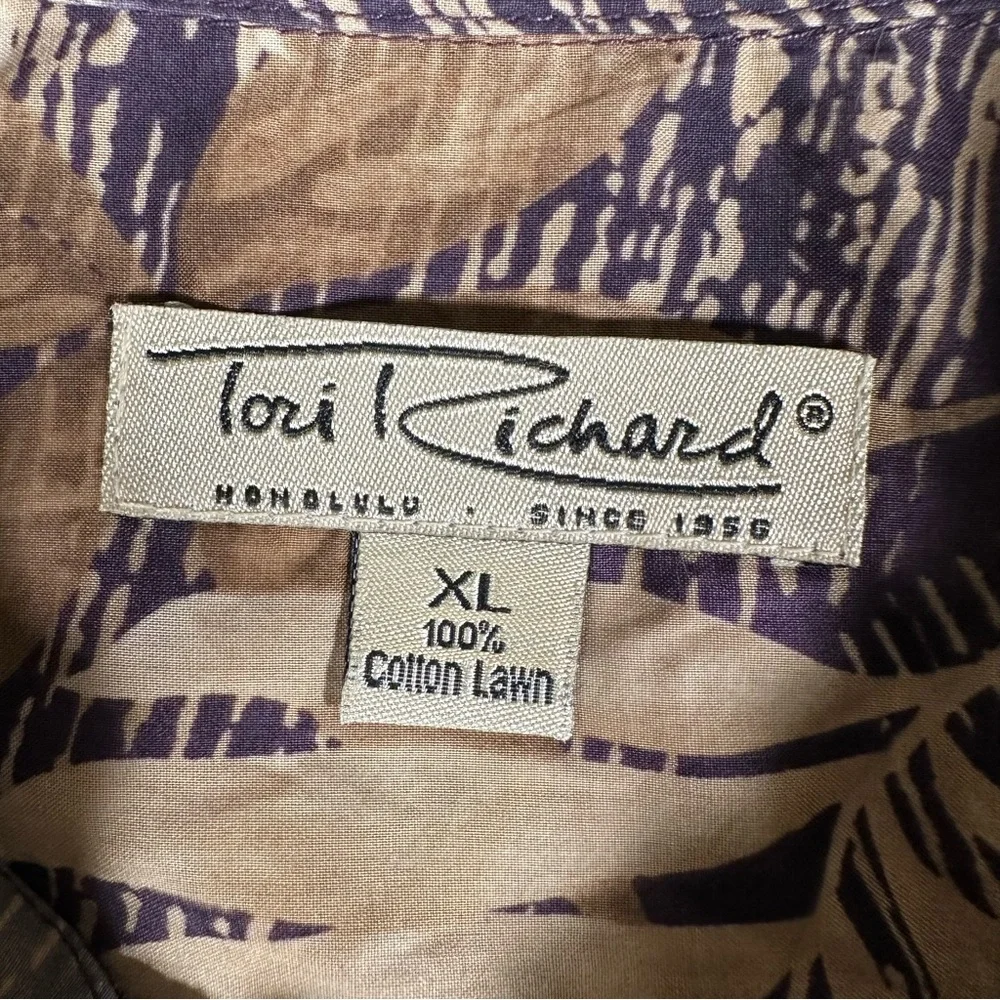 Tori Richard®
HONOLULU · SINCE 1956
XL
100%
Cotton Lawn